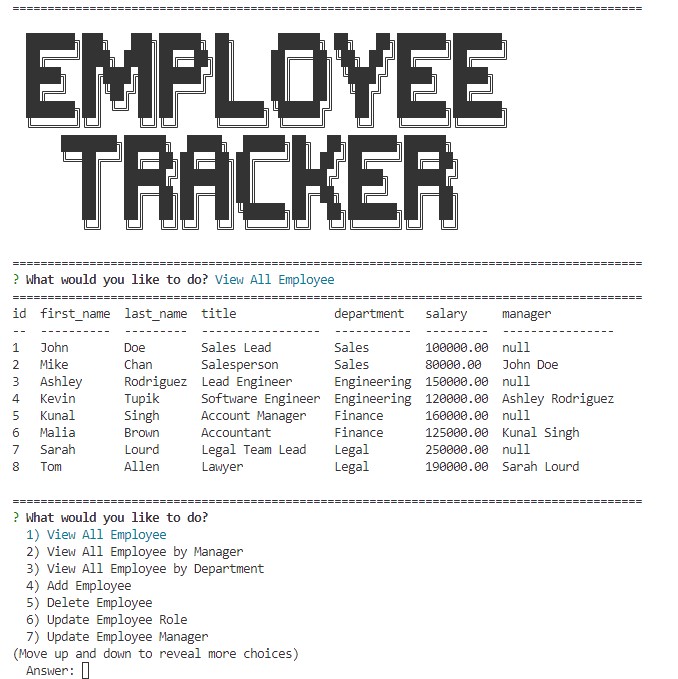 ======================================================================
EMPLOYEE
TRACKER
======================================================================
? What would you like to do? View All Employee
======================================================================
id  first_name  last_name  title              department   salary     manager
--  ----------  ---------  -----------------  -----------  ---------  ----------------
1   John        Doe        Sales Lead         Sales        100000.00  null
2   Mike        Chan       Salesperson        Sales        80000.00   John Doe
3   Ashley      Rodriguez  Lead Engineer      Engineering  150000.00  null
4   Kevin       Tupik      Software Engineer  Engineering  120000.00  Ashley Rodriguez
5   Kunal       Singh      Account Manager    Finance      160000.00  null
6   Malia       Brown      Accountant         Finance      125000.00  Kunal Singh
7   Sarah       Lourd      Legal Team Lead    Legal        250000.00  null
8   Tom         Allen      Lawyer             Legal        190000.00  Sarah Lourd
======================================================================
? What would you like to do?
1) View All Employee
2) View All Employee by Manager
3) View All Employee by Department
4) Add Employee
5) Delete Employee
6) Update Employee Role
7) Update Employee Manager
(Move up and down to reveal more choices)
Answer: